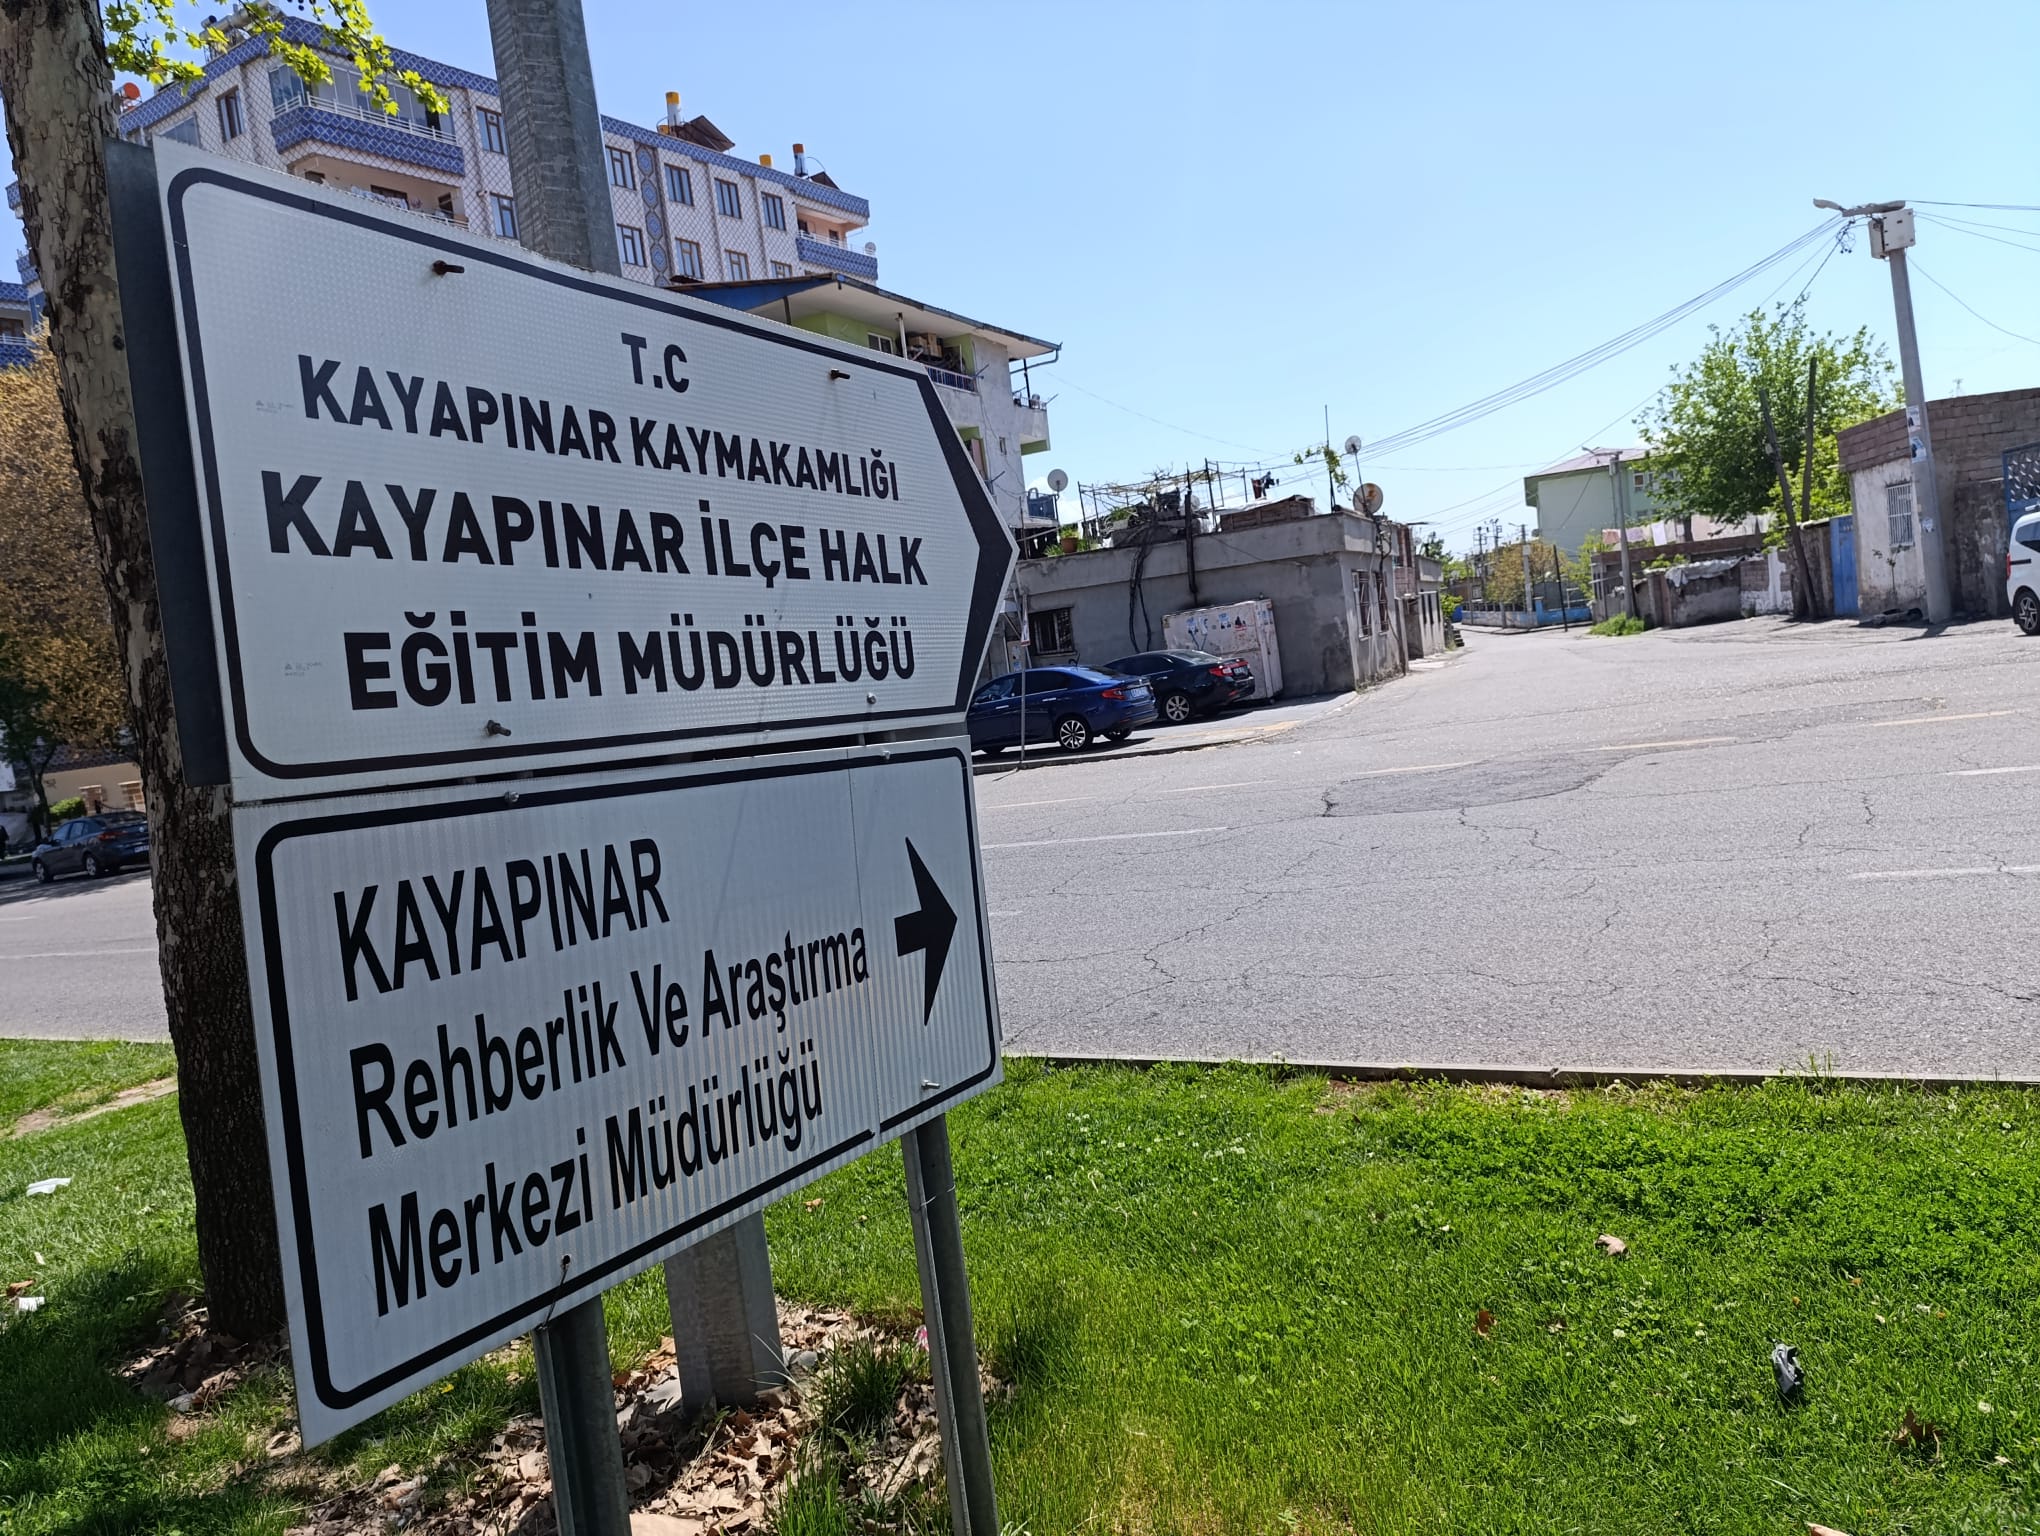 T.C
KAYAPINAR KAYMAKAMLIĞI
KAYAPINAR İLÇE HALK
EĞİTİM MÜDÜRLÜĞÜ
KAYAPINAR
Rehberlik Ve Araştırma
Merkezi Müdürlüğü